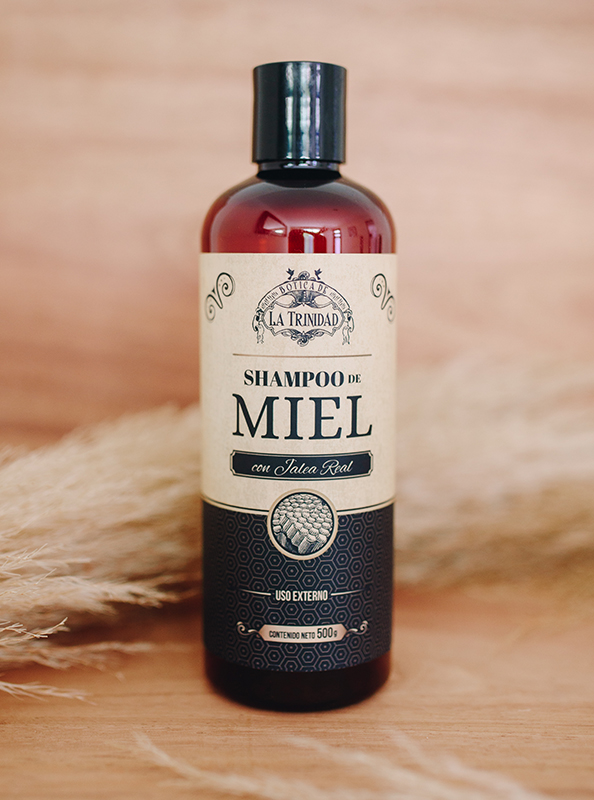 BOTICA DE
LA TRINIDAD
SHAMPOO DE
MIEL
con Jalea Real
USO EXTERNO
CONTENIDO NETO 500g